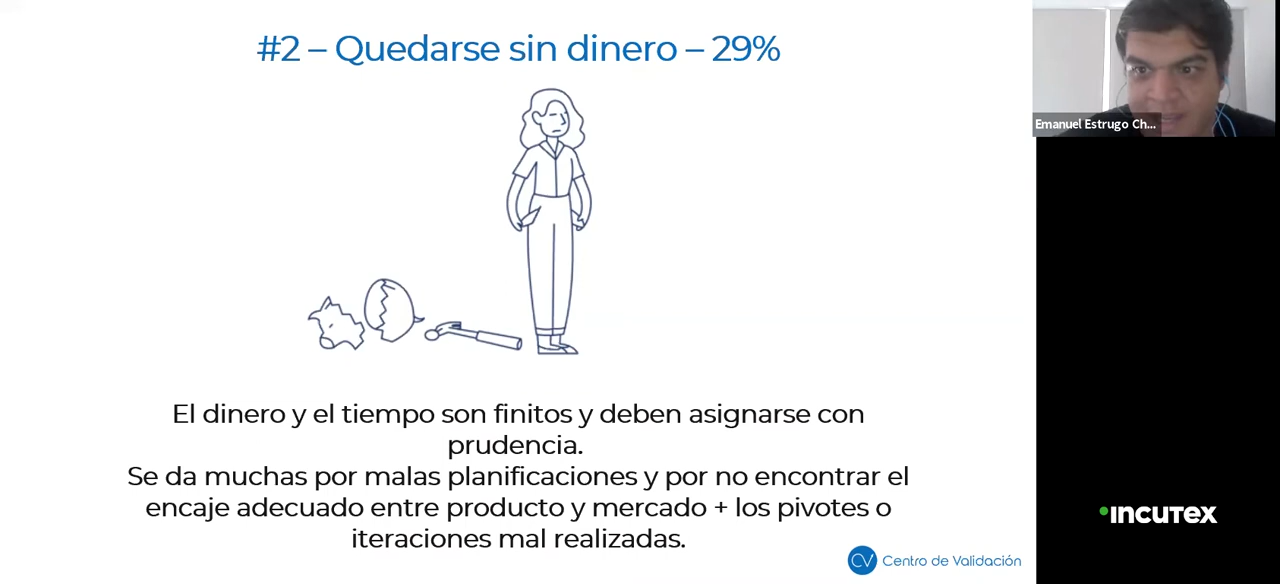 #2 – Quedarse sin dinero – 29%
Emanuel Estrugo Ch...
El dinero y el tiempo son finitos y deben asignarse con
prudencia.
Se da muchas por malas planificaciones y por no encontrar el
encaje adecuado entre producto y mercado + los pivotes o
iteraciones mal realizadas.
INCUTEX
CV Centro de Validación